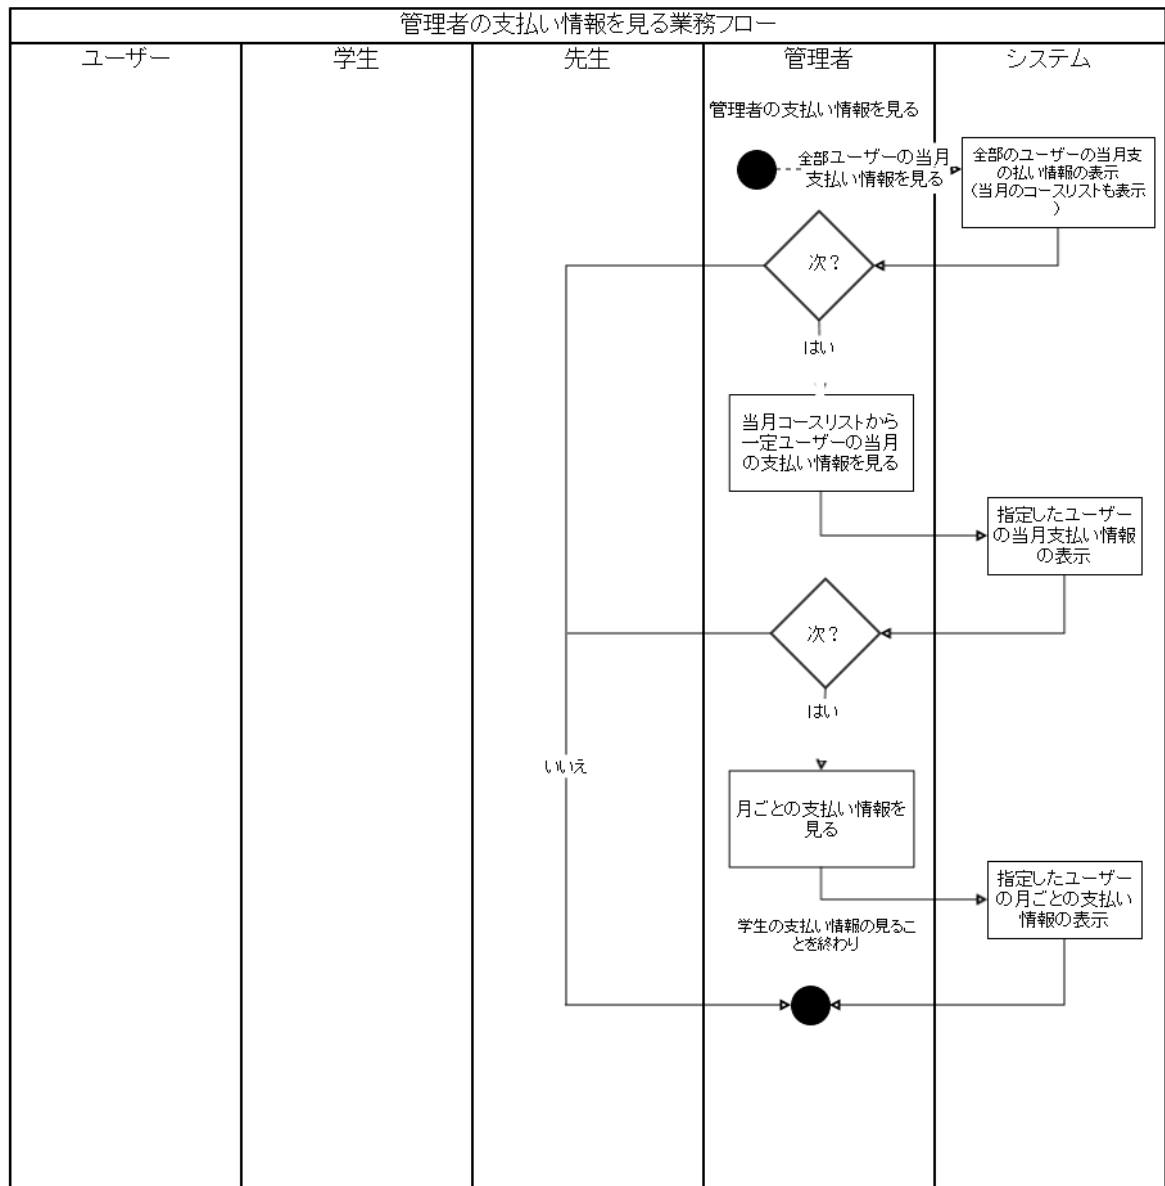 管理者の支払い情報を見る業務フロー
ユーザー
学生
先生
管理者
システム
管理者の支払い情報を見る
全部ユーザーの当月
支払い情報を見る
全部のユーザーの当月支
の払い情報の表示
(当月のコースリストも表示
)
次?
はい
当月コースリストから
一定ユーザーの当月
の支払い情報を見る
指定したユーザー
の当月支払い情報
の表示
次?
はい
いいえ
月ごとの支払い情報を
見る
指定したユーザー
の月ごとの支払い
情報の表示
学生の支払い情報の見るこ
とを終わり